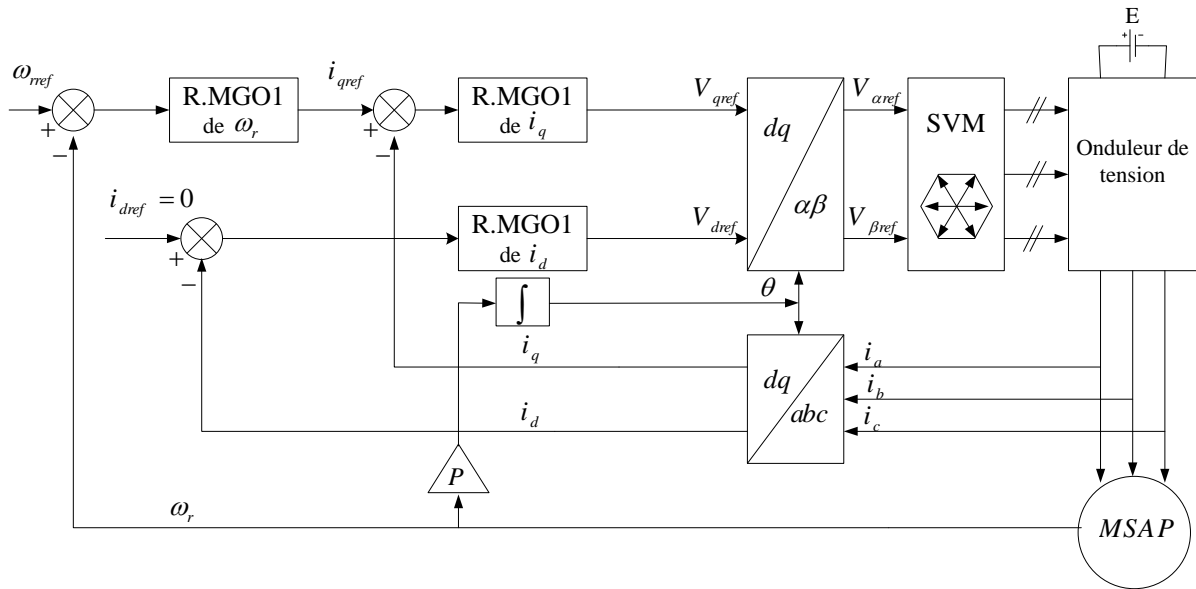 E
+ −
ω_rref
i_qref
V_qref
V_αref
R.MGO1
de ω_r
R.MGO1
de i_q
dq
αβ
SVM
Onduleur de
tension
+
−
+
−
i_dref = 0
V_dref
V_βref
R.MGO1
de i_d
+
−
∫
θ
i_q
i_a
dq
abc
i_b
i_d
i_c
P
ω_r
MSAP